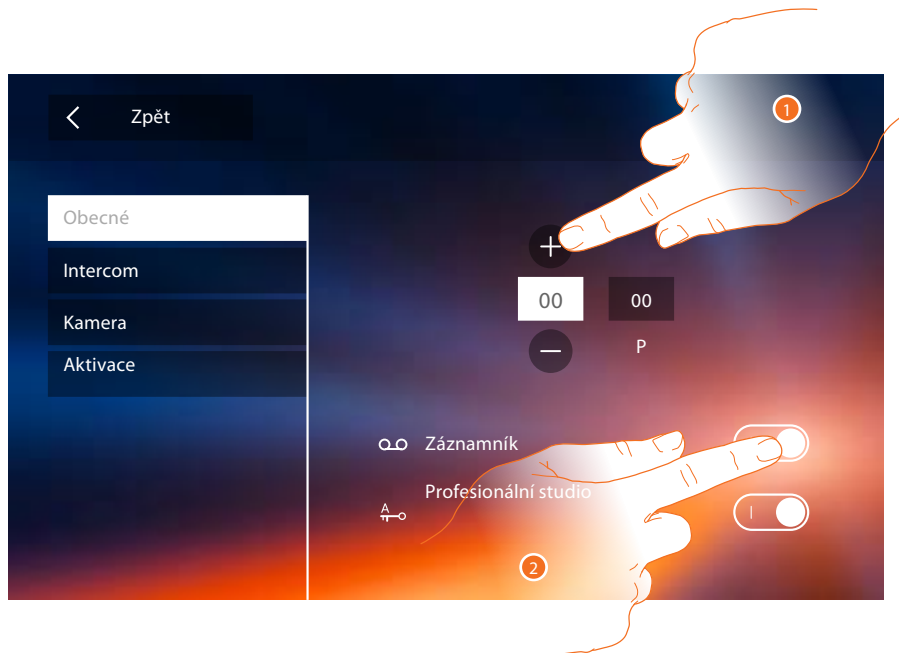 Zpět
1
Obecné
Intercom
Kamera
Aktivace
00 00
P
Záznamník
Profesionální studio
A
2